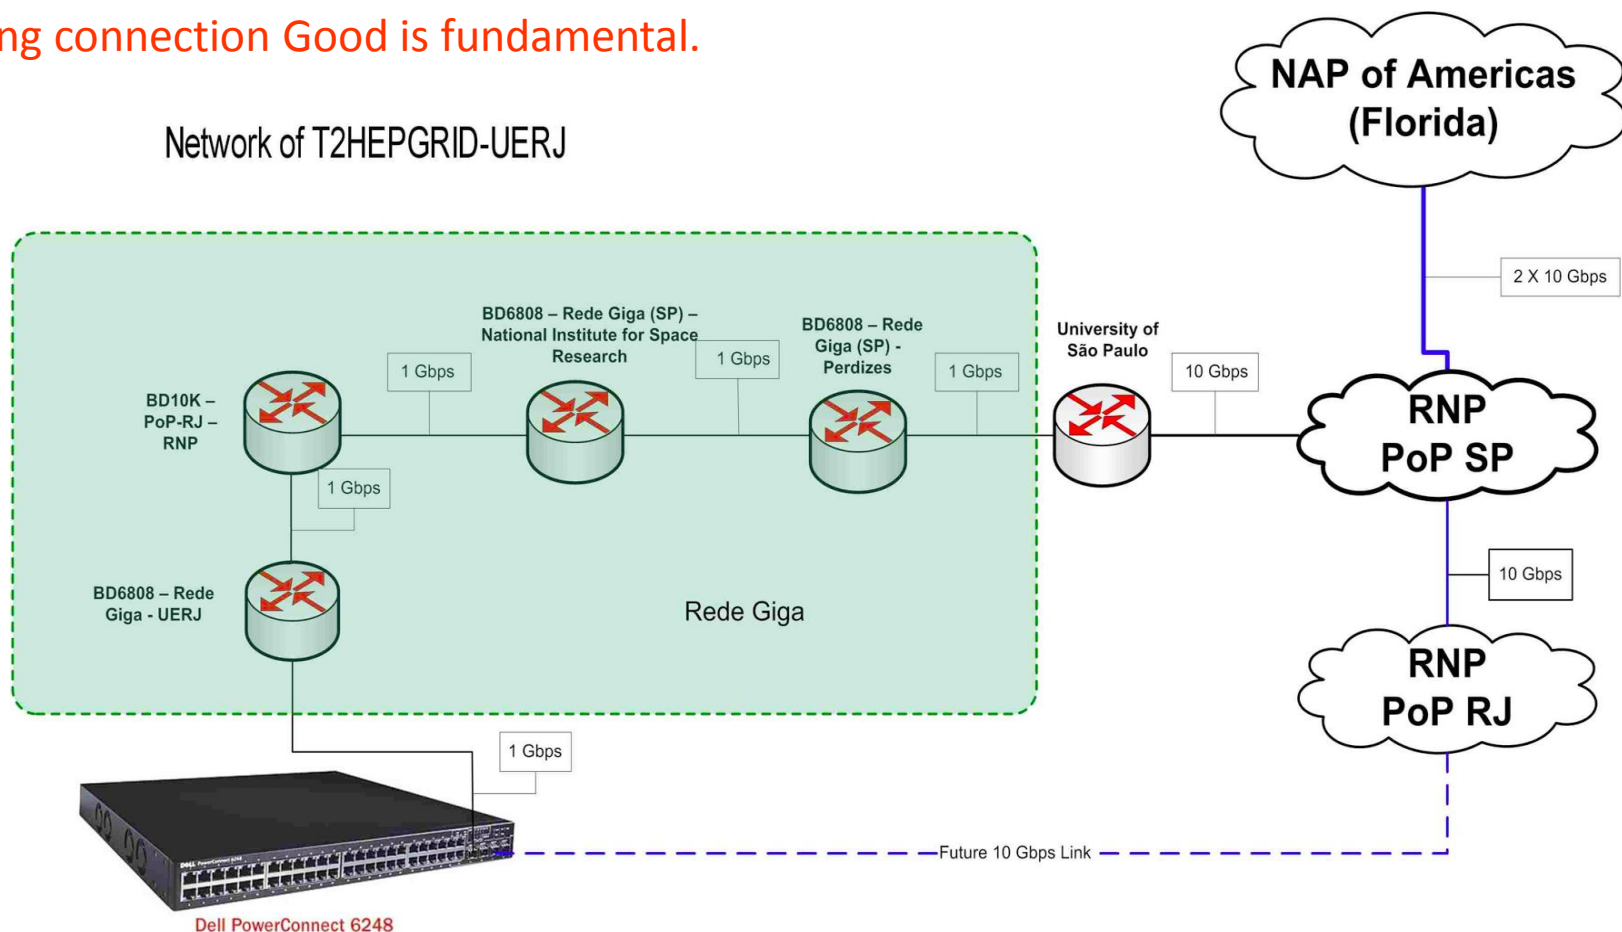 ng connection Good is fundamental.
NAP of Americas
(Florida)
Network of T2HEPGRID-UERJ
2 X 10 Gbps
BD6808 – Rede Giga (SP) –
National Institute for Space
Research
BD6808 – Rede
Giga (SP) -
Perdizes
University of
São Paulo
1 Gbps
1 Gbps
1 Gbps
10 Gbps
BD10K –
PoP-RJ –
RNP
RNP
PoP SP
1 Gbps
10 Gbps
BD6808 – Rede
Giga - UERJ
Rede Giga
RNP
PoP RJ
1 Gbps
Future 10 Gbps Link
DELL PowerConnect 6248
Dell PowerConnect 6248